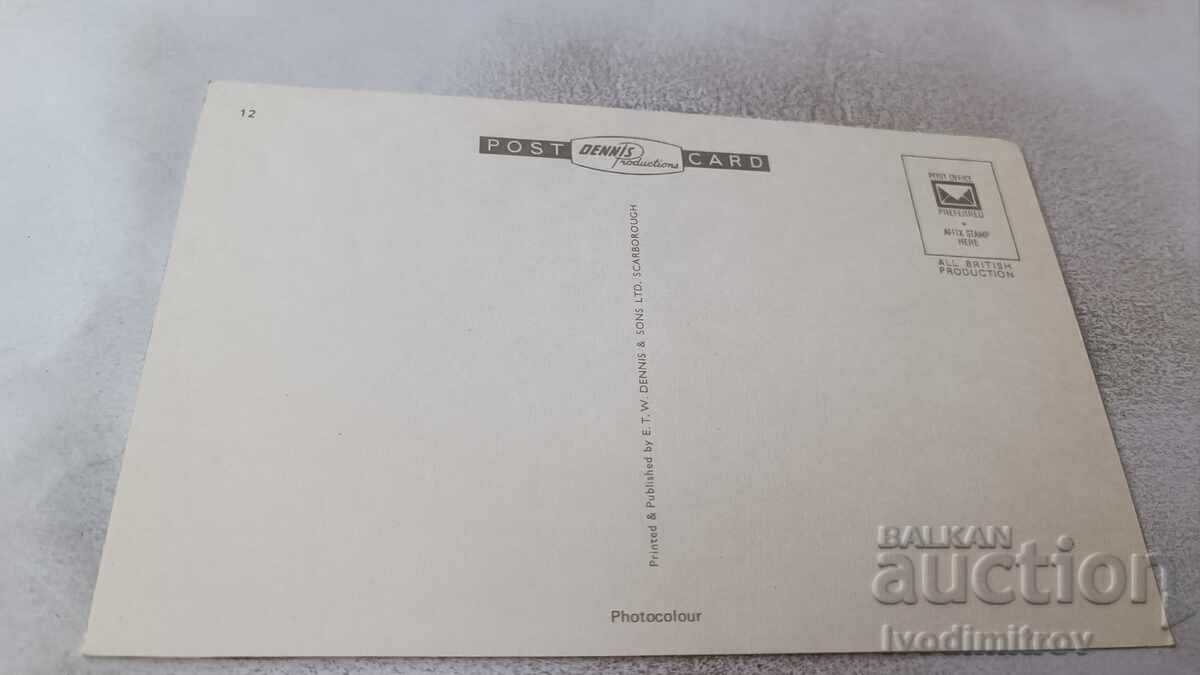 12
POST DENNIS Productions CARD
POST OFFICE
PREFERRED
AFFIX STAMP
HERE
ALL BRITISH
PRODUCTION
Printed & Published by E. T. W. DENNIS & SONS LTD. SCARBOROUGH
Photocolour
BALKAN
auction
Ivodimitrov